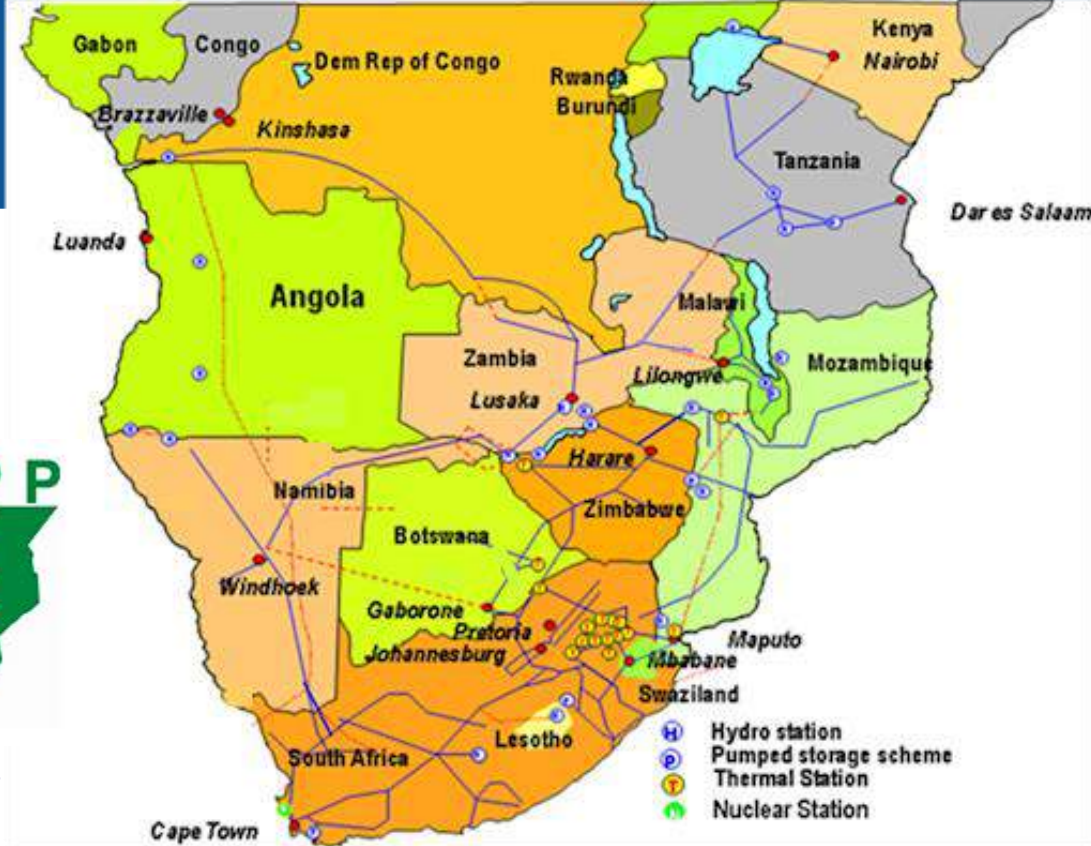 Gabon
Congo
Dem Rep of Congo
Kenya
Nairobi
Rwanda
Burundi
Brazzaville
Kinshasa
Tanzania
Dar es Salaam
Luanda
Angola
Malawi
Zambia
Mozambique
Lilongwe
Lusaka
P
Harare
Namibia
Zimbabwe
Botswana
Windhoek
Gaborone
Pretoria
Johannesburg
Maputo
Mbabane
Swaziland
Lesotho
South Africa
H Hydro station
P Pumped storage scheme
T Thermal Station
Nuclear Station
Cape Town